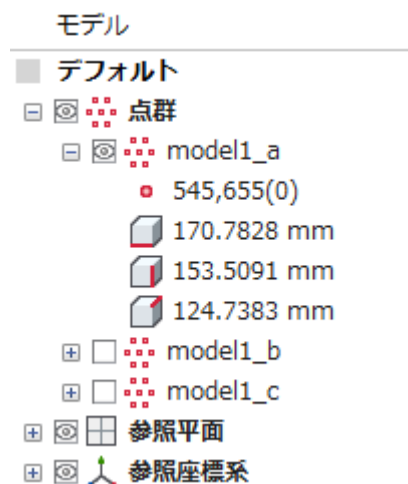 モデル
デフォルト
点群
model1_a
545,655(0)
170.7828 mm
153.5091 mm
124.7383 mm
model1_b
model1_c
参照平面
参照座標系